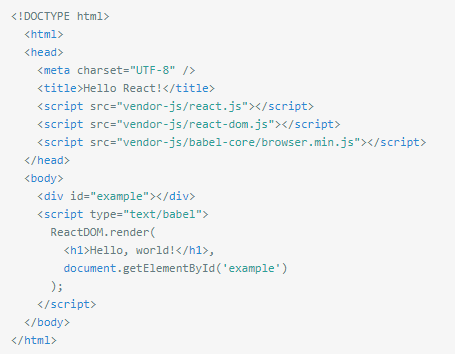 <!DOCTYPE html>
<html>
<head>
<meta charset="UTF-8" />
<title>Hello React!</title>
<script src="vendor-js/react.js"></script>
<script src="vendor-js/react-dom.js"></script>
<script src="vendor-js/babel-core/browser.min.js"></script>
</head>
<body>
<div id="example"></div>
<script type="text/babel">
ReactDOM.render(
<h1>Hello, world!</h1>,
document.getElementById('example')
);
</script>
</body>
</html>